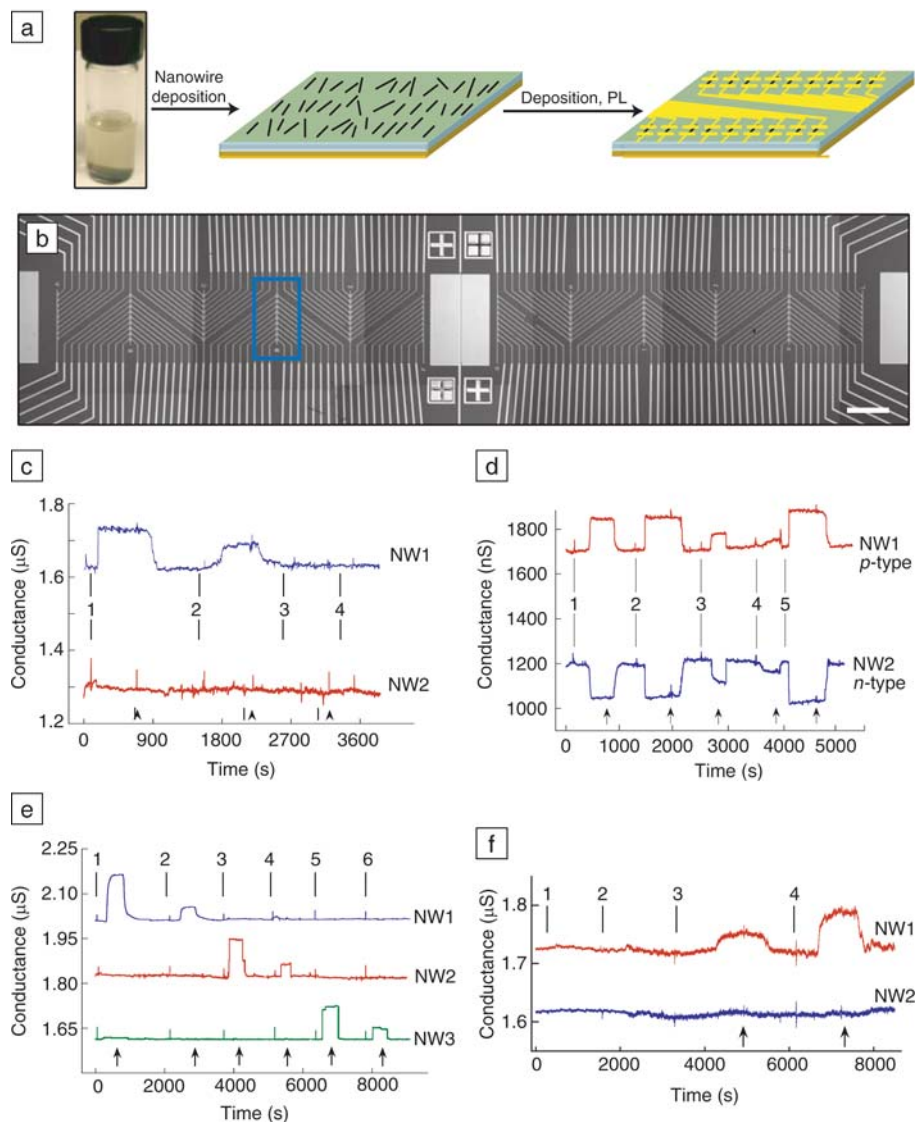 a
Nanowire
deposition
Deposition, PL
b
c
Conductance (μS)
1.8
1.6
1.4
1.2
NW1
1 2 3 4
NW2
0 900 1800 2700 3600
Time (s)
d
Conductance (nS)
1800
1600
1200
1000
NW1
p-type
1 2 3 4 5
NW2
n-type
0 1000 2000 3000 4000 5000
Time (s)
e
Conductance (μS)
2.25
2.10
1.95
1.80
1.65
1 2 3 4 5 6
NW1
NW2
NW3
0 2000 4000 6000 8000
Time (s)
f
Conductance (μS)
1.8
1.7
1.6
1 2 3 4
NW1
NW2
0 2000 4000 6000 8000
Time (s)